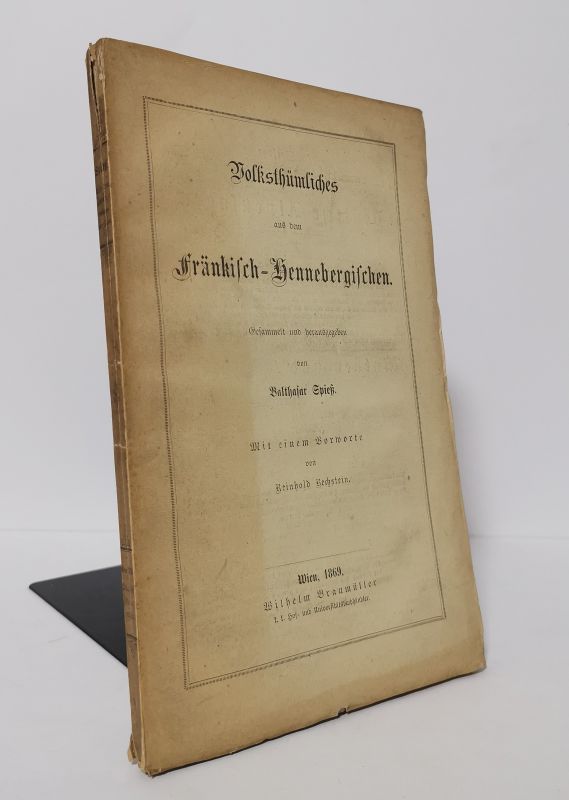 Volksthümliches
aus dem
Fränkisch-Hennebergischen.
Gesammelt und herausgegeben
von
Balthasar Spieß.
Mit einem Vorworte
von
Reinhold Bechstein.
Wien, 1869.
Wilhelm Braumüller
k. k. Hof- und Universitätsbuchhändler.